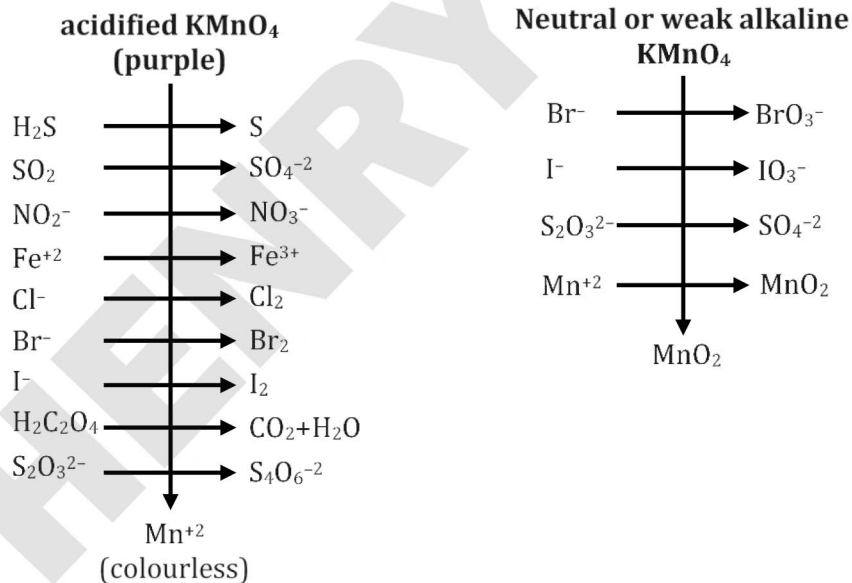 acidified KMnO₄
(purple)
H₂S S
SO₂ SO₄⁻²
NO₂⁻ NO₃⁻
Fe⁺² Fe³⁺
Cl⁻ Cl₂
Br⁻ Br₂
I⁻ I₂
H₂C₂O₄ CO₂+H₂O
S₂O₃²⁻ S₄O₆⁻²
Mn⁺²
(colourless)
Neutral or weak alkaline
KMnO₄
Br⁻ BrO₃⁻
I⁻ IO₃⁻
S₂O₃²⁻ SO₄⁻²
Mn⁺² MnO₂
MnO₂
HENRY